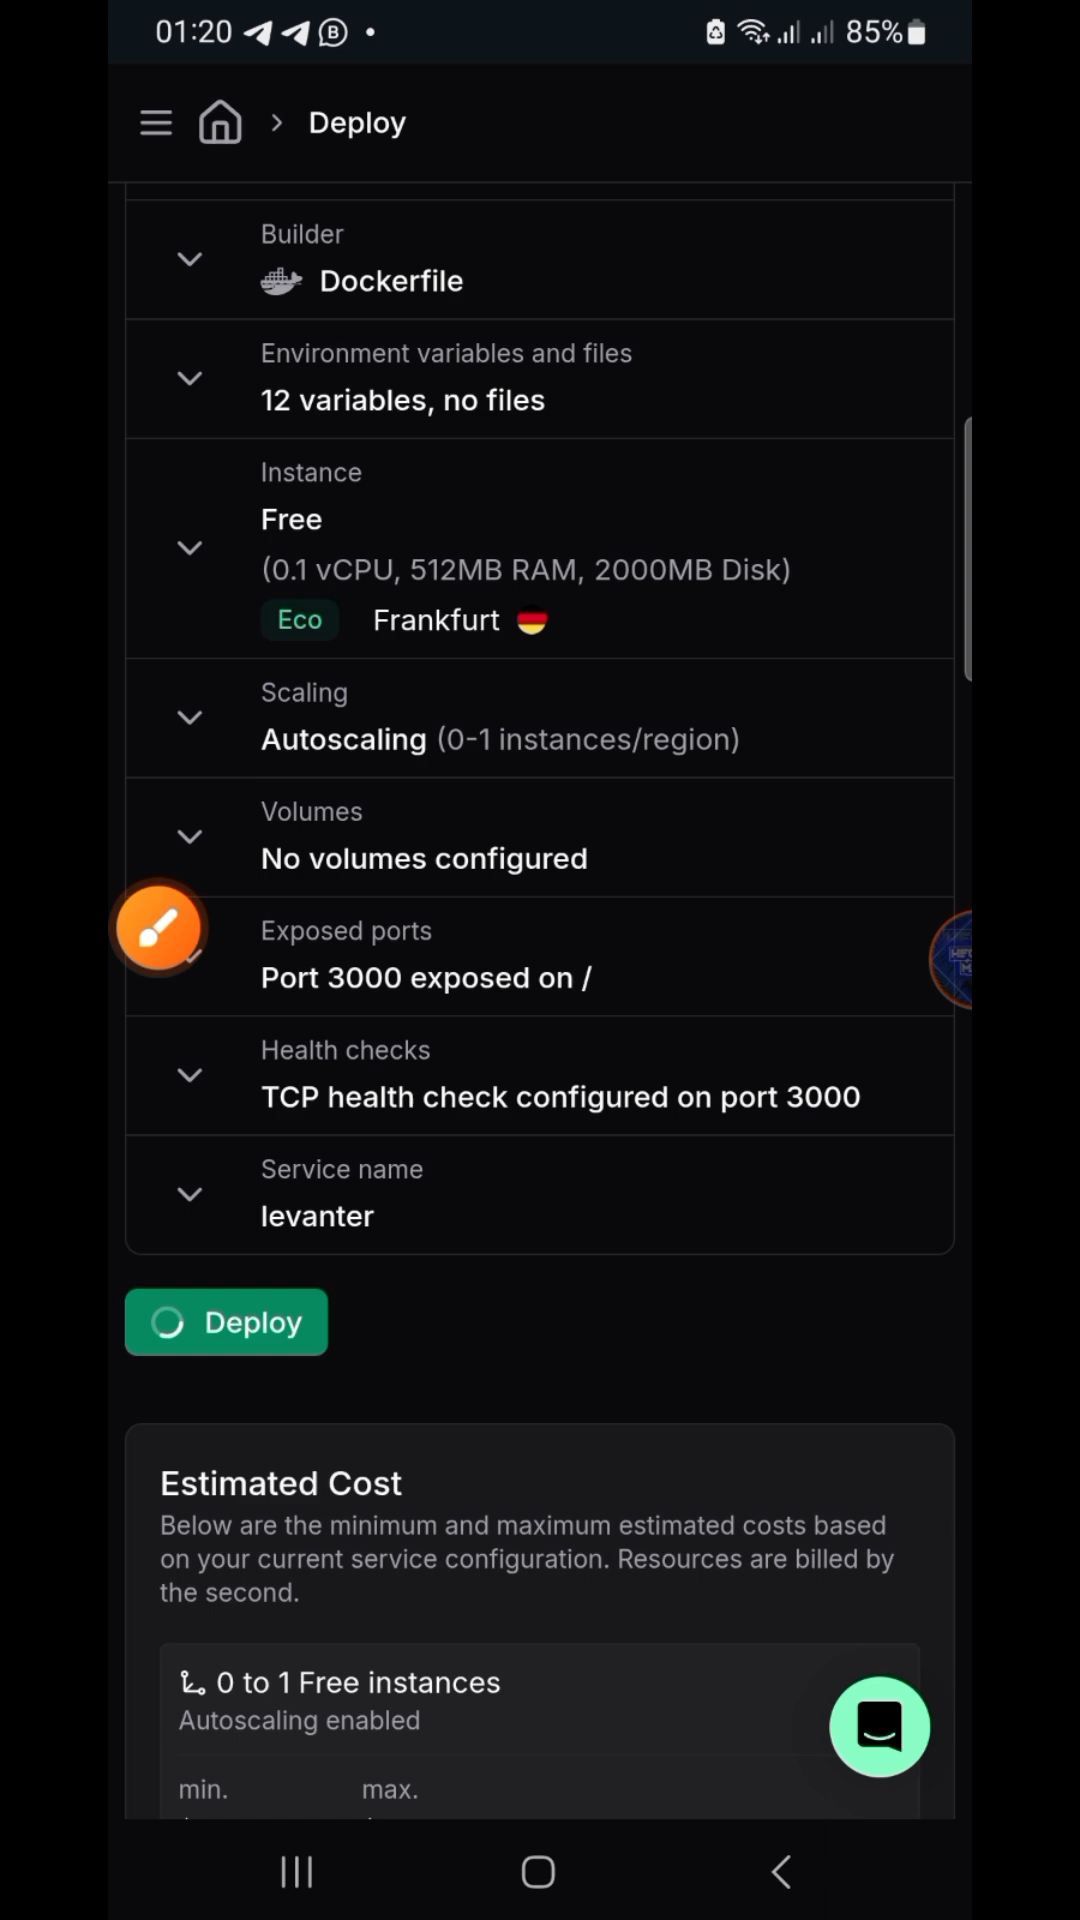 01:20
85%
Deploy
Builder
Dockerfile
Environment variables and files
12 variables, no files
Instance
Free
(0.1 vCPU, 512MB RAM, 2000MB Disk)
Eco Frankfurt
Scaling
Autoscaling (0-1 instances/region)
Volumes
No volumes configured
Exposed ports
Port 3000 exposed on /
Health checks
TCP health check configured on port 3000
Service name
levanter
Deploy
Estimated Cost
Below are the minimum and maximum estimated costs based
on your current service configuration. Resources are billed by
the second.
0 to 1 Free instances
Autoscaling enabled
min. max.